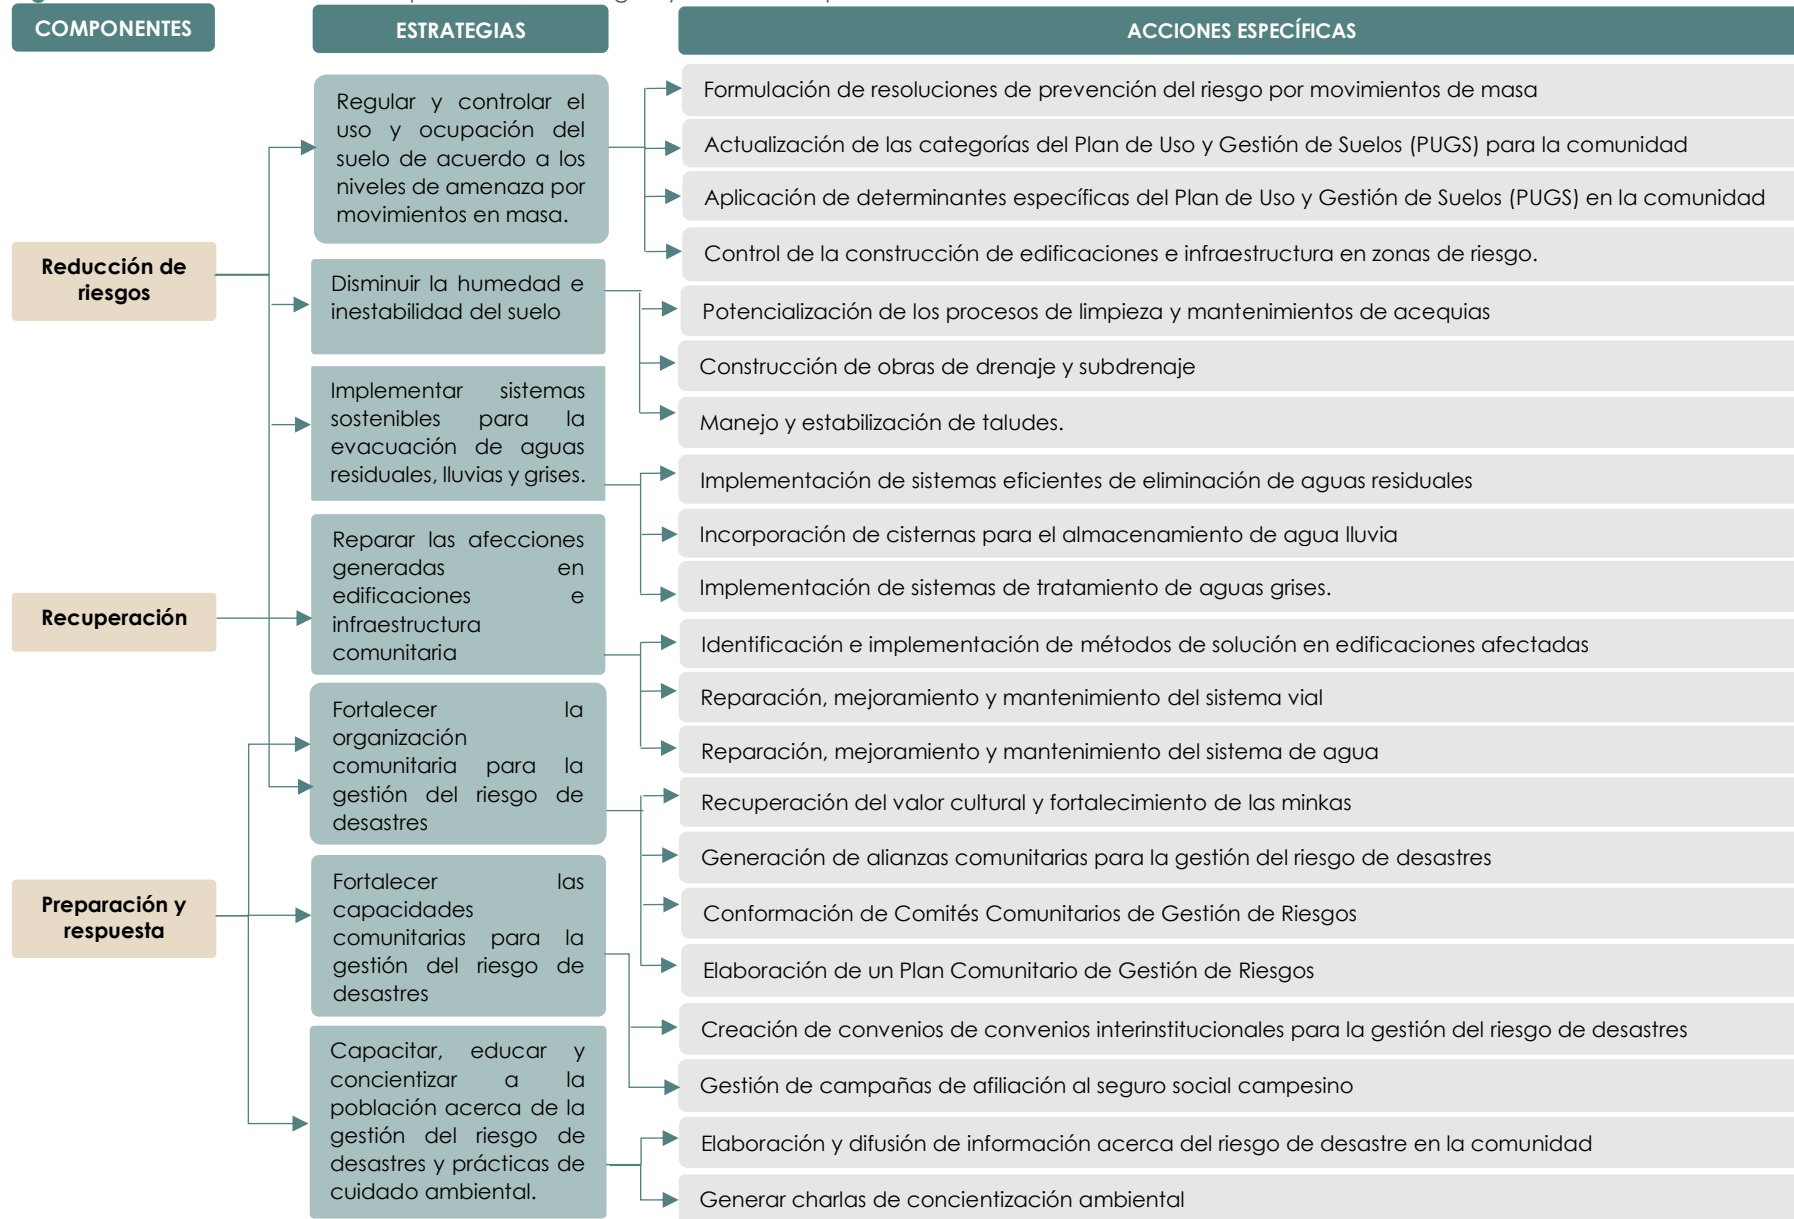 COMPONENTES
ESTRATEGIAS
ACCIONES ESPECÍFICAS
Reducción de
riesgos
Recuperación
Preparación y
respuesta
Regular y controlar el
uso y ocupación del
suelo de acuerdo a los
niveles de amenaza por
movimientos en masa.
Disminuir la humedad e
inestabilidad del suelo
Implementar sistemas
sostenibles para la
evacuación de aguas
residuales, lluvias y grises.
Reparar las afecciones
generadas en
edificaciones e
infraestructura
comunitaria
Fortalecer la
organización
comunitaria para la
gestión del riesgo de
desastres
Fortalecer las
capacidades
comunitarias para la
gestión del riesgo de
desastres
Capacitar, educar y
concientizar a la
población acerca de la
gestión del riesgo de
desastres y prácticas de
cuidado ambiental.
Formulación de resoluciones de prevención del riesgo por movimientos de masa
Actualización de las categorías del Plan de Uso y Gestión de Suelos (PUGS) para la comunidad
Aplicación de determinantes específicas del Plan de Uso y Gestión de Suelos (PUGS) en la comunidad
Control de la construcción de edificaciones e infraestructura en zonas de riesgo.
Potencialización de los procesos de limpieza y mantenimientos de acequias
Construcción de obras de drenaje y subdrenaje
Manejo y estabilización de taludes.
Implementación de sistemas eficientes de eliminación de aguas residuales
Incorporación de cisternas para el almacenamiento de agua lluvia
Implementación de sistemas de tratamiento de aguas grises.
Identificación e implementación de métodos de solución en edificaciones afectadas
Reparación, mejoramiento y mantenimiento del sistema vial
Reparación, mejoramiento y mantenimiento del sistema de agua
Recuperación del valor cultural y fortalecimiento de las minkas
Generación de alianzas comunitarias para la gestión del riesgo de desastres
Conformación de Comités Comunitarios de Gestión de Riesgos
Elaboración de un Plan Comunitario de Gestión de Riesgos
Creación de convenios de convenios interinstitucionales para la gestión del riesgo de desastres
Gestión de campañas de afiliación al seguro social campesino
Elaboración y difusión de información acerca del riesgo de desastre en la comunidad
Generar charlas de concientización ambiental